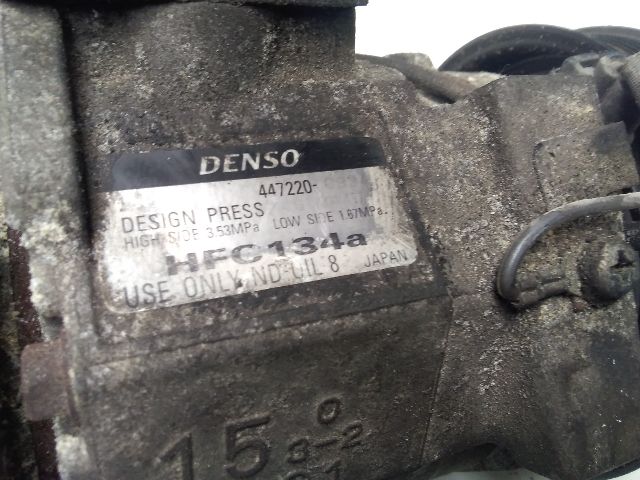 DENSO
447220-
DESIGN PRESS
HIGH SIDE 3.53MPa LOW SIDE 1.67MPa.
HFC134a
USE ONLY ND-OIL 8 JAPAN
15 0